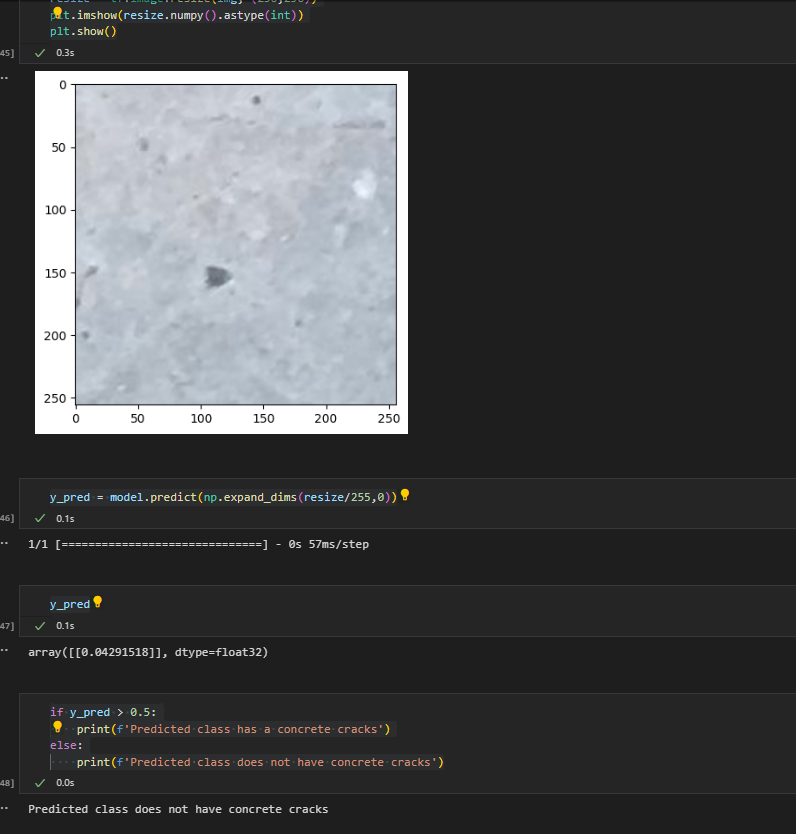 plt.imshow(resize.numpy().astype(int))
plt.show()
45]
0.3s
0
50
100
150
200
250
0 50 100 150 200 250
y_pred = model.predict(np.expand_dims(resize/255,0))
46]
0.1s
1/1 [==============================] - 0s 57ms/step
y_pred
47]
0.1s
array([[0.04291518]], dtype=float32)
if y_pred > 0.5:
print(f'Predicted class has a concrete cracks')
else:
print(f'Predicted class does not have concrete cracks')
48]
0.0s
Predicted class does not have concrete cracks